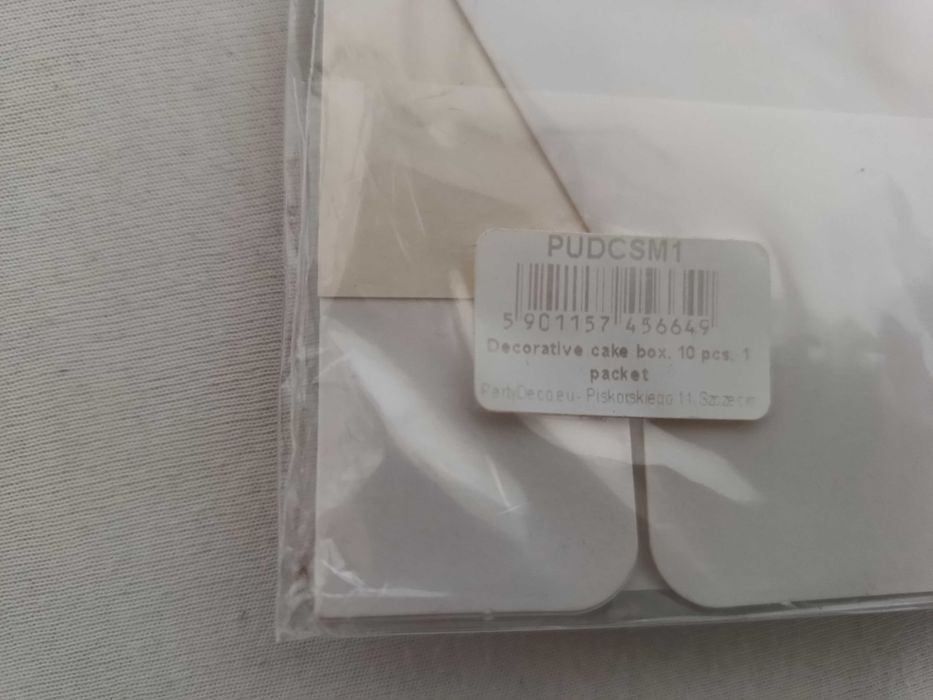 PUDCSM1
5 901157 456649
Decorative cake box. 10 pcs. 1
packet
PartyDeco.eu - Piskorskiego 11. Szczecin